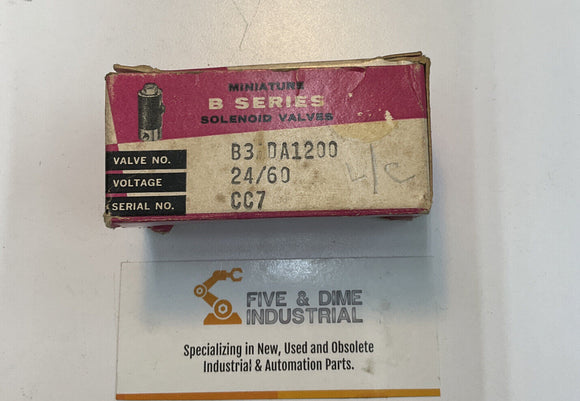 MINIATURE
B SERIES
SOLENOID VALVES
VALVE NO. B3 DA1200
VOLTAGE 24/60
SERIAL NO. CC7
L/C
FIVE & DIME
INDUSTRIAL
Specializing in New, Used and Obsolete
Industrial & Automation Parts.